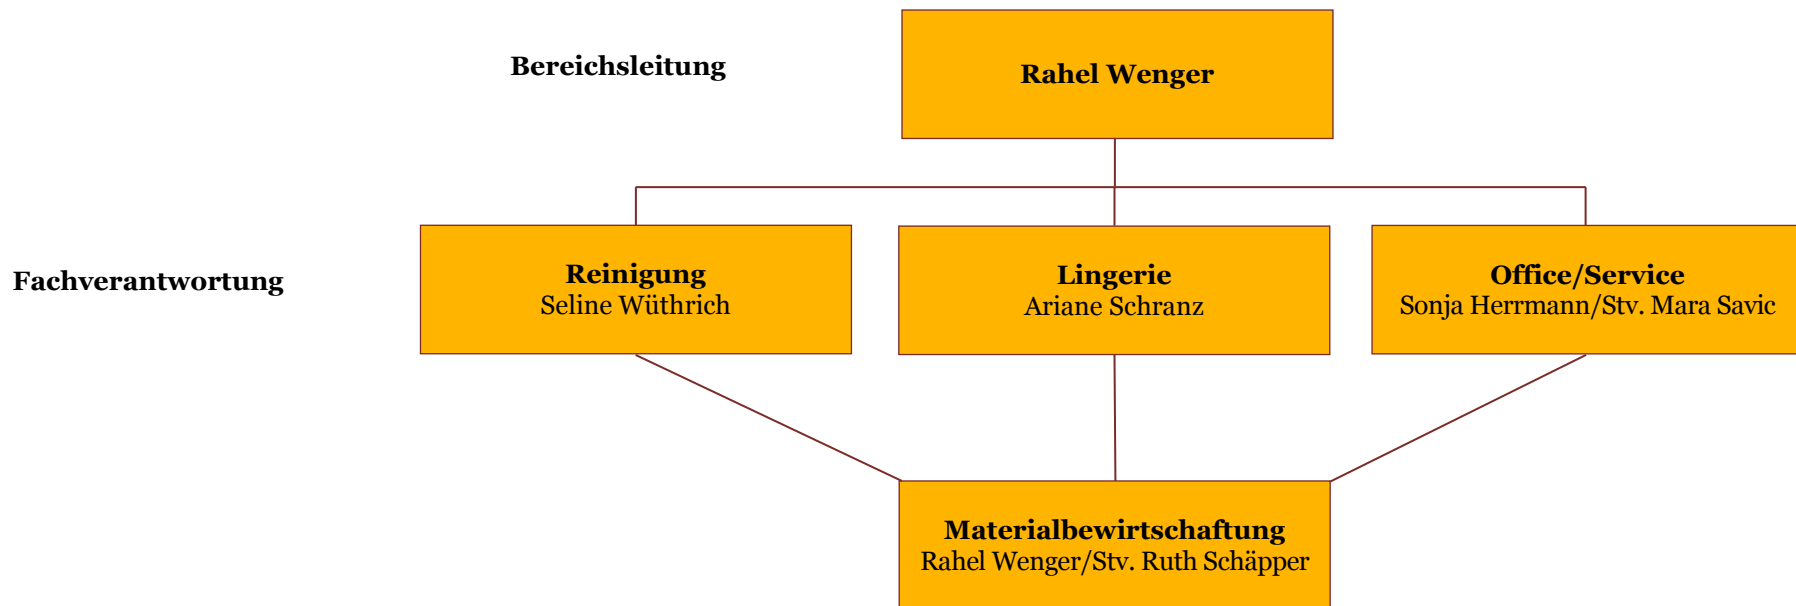 Bereichsleitung
Rahel Wenger
Fachverantwortung
Reinigung
Seline Wüthrich
Lingerie
Ariane Schranz
Office/Service
Sonja Herrmann/Stv. Mara Savic
Materialbewirtschaftung
Rahel Wenger/Stv. Ruth Schäpper